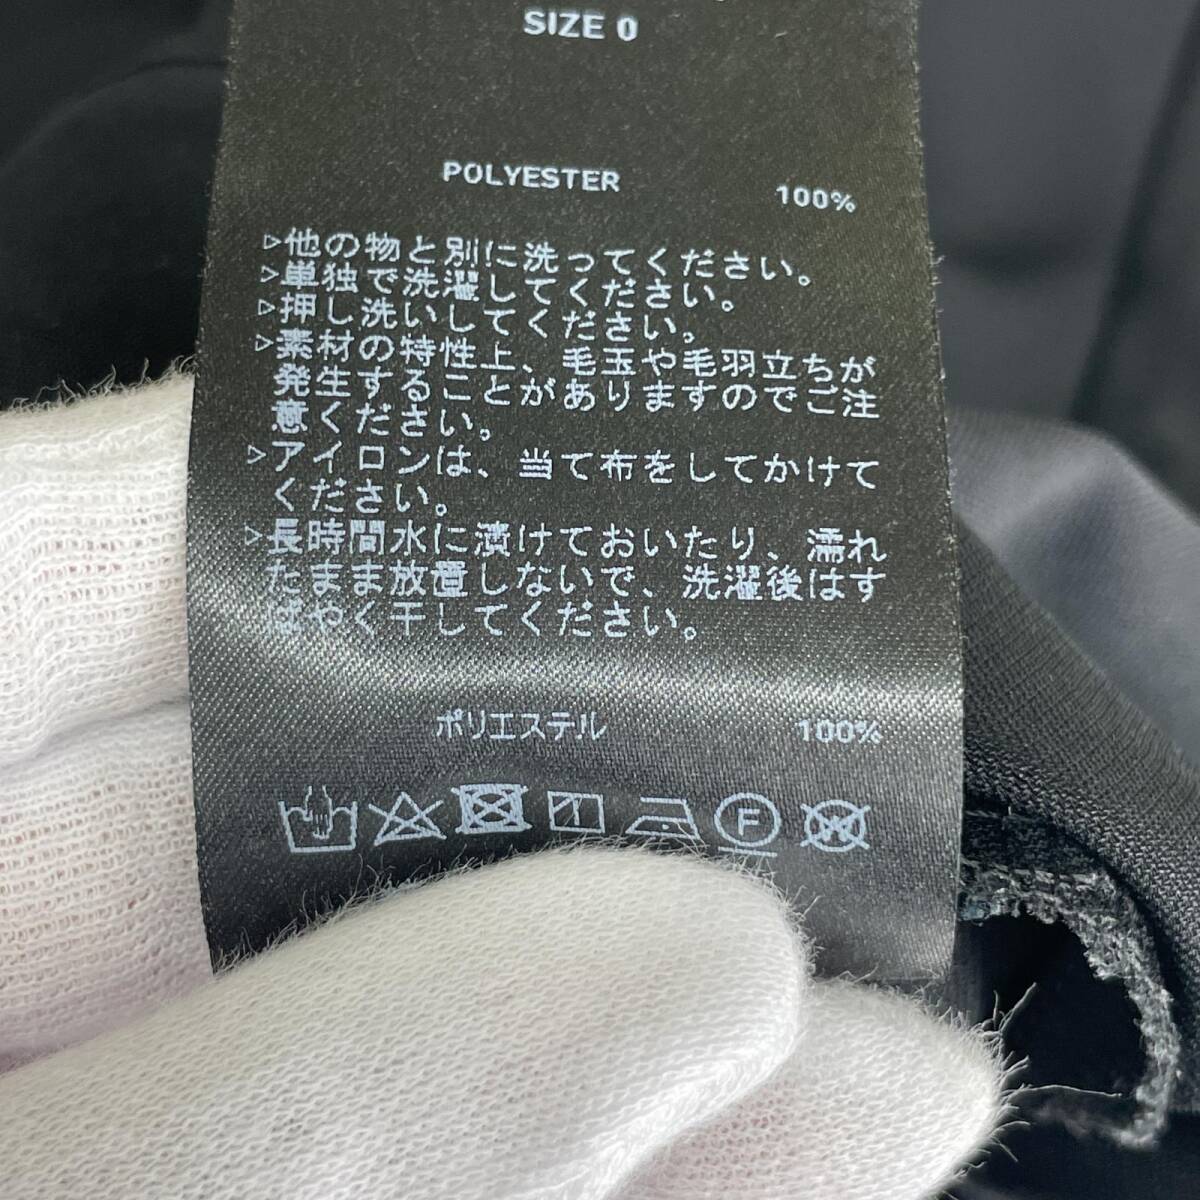 SIZE 0
POLYESTER 100%
▷他の物と別に洗ってください。
▷単独で洗濯してください。
▷押し洗いしてください。
▷素材の特性上、毛玉や毛羽立ちが
発生することがありますのでご注
意ください。
▷アイロンは、当て布をしてかけて
ください。
▷長時間水に漬けておいたり、濡れ
たまま放置しないで、洗濯後はす
ばやく干してください。
ポリエステル 100%
F
W